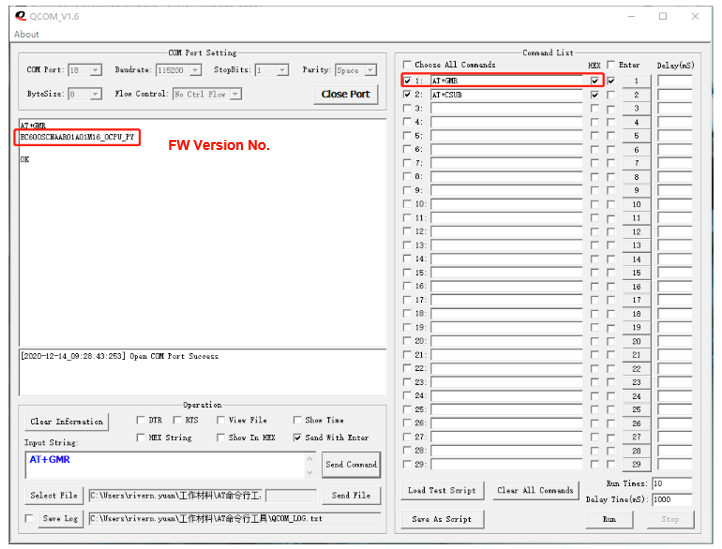 QCOM_V1.6
About
COM Port Setting
COM Port: 18 Baudrate: 115200 StopBits: 1 Parity: Space
ByteSize: 8 Flow Control: No Ctrl Flow Close Port
AT+GMR
EC600SCNAAR01A01M16_OCPU_PY
OK
FW Version No.
[2020-12-14_09:28:43:253] Open COM Port Success
Operation
Clear Information DTR RTS View File Show Time
HEX String Show In HEX Send With Enter
Input String:
AT+GMR
Send Command
Select File C:\Users\rivern.yuan\工作材料\AT命令行工 Send File
Save Log C:\Users\rivern.yuan\工作材料\AT命令行工具\QCOM_LOG.txt
Command List
Choose All Commands HEX Enter Delay(mS)
1: AT+GMR 1
2: AT+CSUB 2
3: 3
4: 4
5: 5
6: 6
7: 7
8: 8
9: 9
10: 10
11: 11
12: 12
13: 13
14: 14
15: 15
16: 16
17: 17
18: 18
19: 19
20: 20
21: 21
22: 22
23: 23
24: 24
25: 25
26: 26
27: 27
28: 28
29: 29
Run Times: 10
Load Test Script Clear All Commands Delay Time(mS): 1000
Save As Script Run Stop